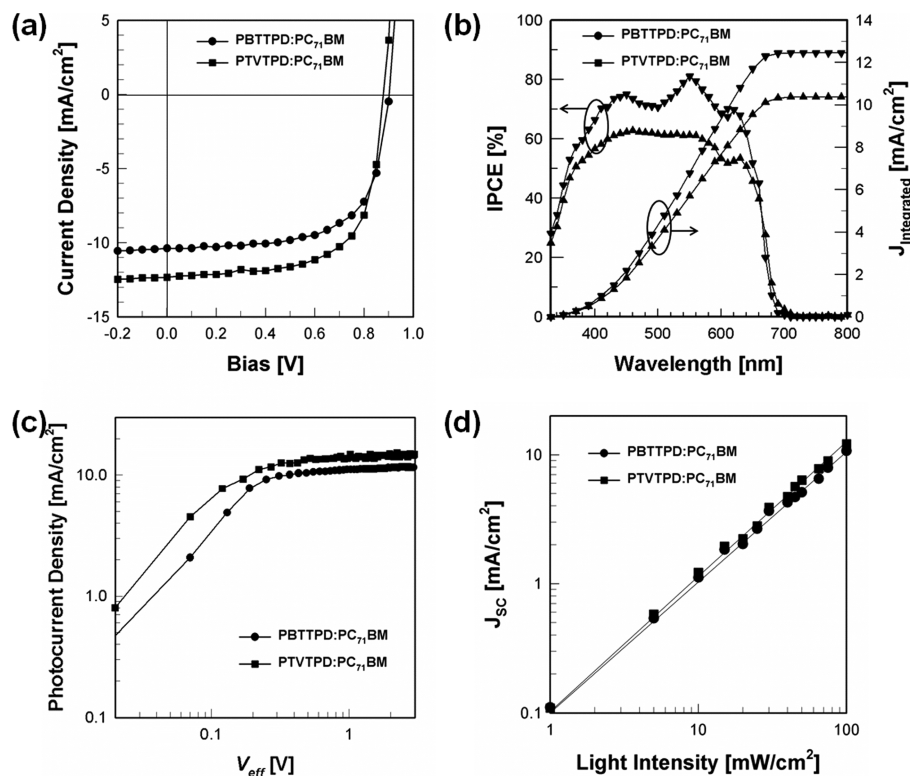 (a)
5
0
-5
-10
-15
-0.2 0.0 0.2 0.4 0.6 0.8 1.0
Current Density [mA/cm²]
Bias [V]
PBTTPD:PC₇₁BM
PTVTPD:PC₇₁BM
(b)
100
80
60
40
20
0
400 500 600 700 800
14
12
10
8
6
4
2
0
IPCE [%]
J_Integrated [mA/cm²]
Wavelength [nm]
PBTTPD:PC₇₁BM
PTVTPD:PC₇₁BM
(c)
10.0
1.0
0.1
0.1 1
Photocurrent Density [mA/cm²]
V_eff [V]
PBTTPD:PC₇₁BM
PTVTPD:PC₇₁BM
(d)
10
1
0.1
1 10 100
J_SC [mA/cm²]
Light Intensity [mW/cm²]
PBTTPD:PC₇₁BM
PTVTPD:PC₇₁BM